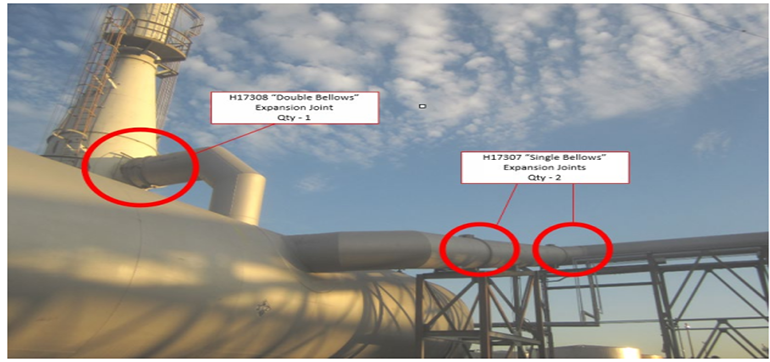 H17308 “Double Bellows”
Expansion Joint
Qty - 1
H17307 “Single Bellows”
Expansion Joints
Qty - 2